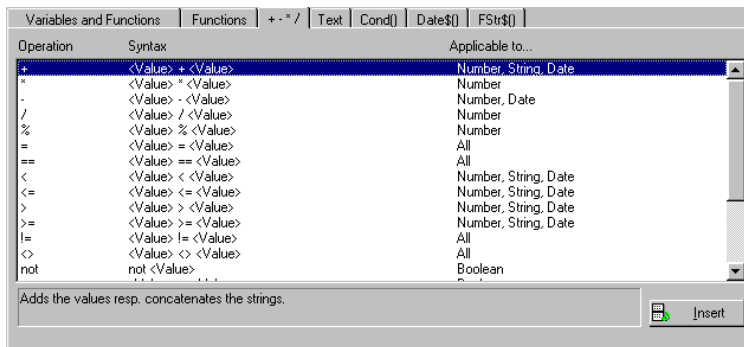 Variables and Functions Functions + - * / Text Cond() Date$() FStr$()
Operation Syntax Applicable to...
+ <Value> + <Value> Number, String, Date
* <Value> * <Value> Number
- <Value> - <Value> Number, Date
/ <Value> / <Value> Number
% <Value> % <Value> Number
= <Value> = <Value> All
== <Value> == <Value> All
< <Value> < <Value> Number, String, Date
<= <Value> <= <Value> Number, String, Date
> <Value> > <Value> Number, String, Date
>= <Value> >= <Value> Number, String, Date
!= <Value> != <Value> All
<> <Value> <> <Value> All
not not <Value> Boolean
Adds the values resp. concatenates the strings.
Insert